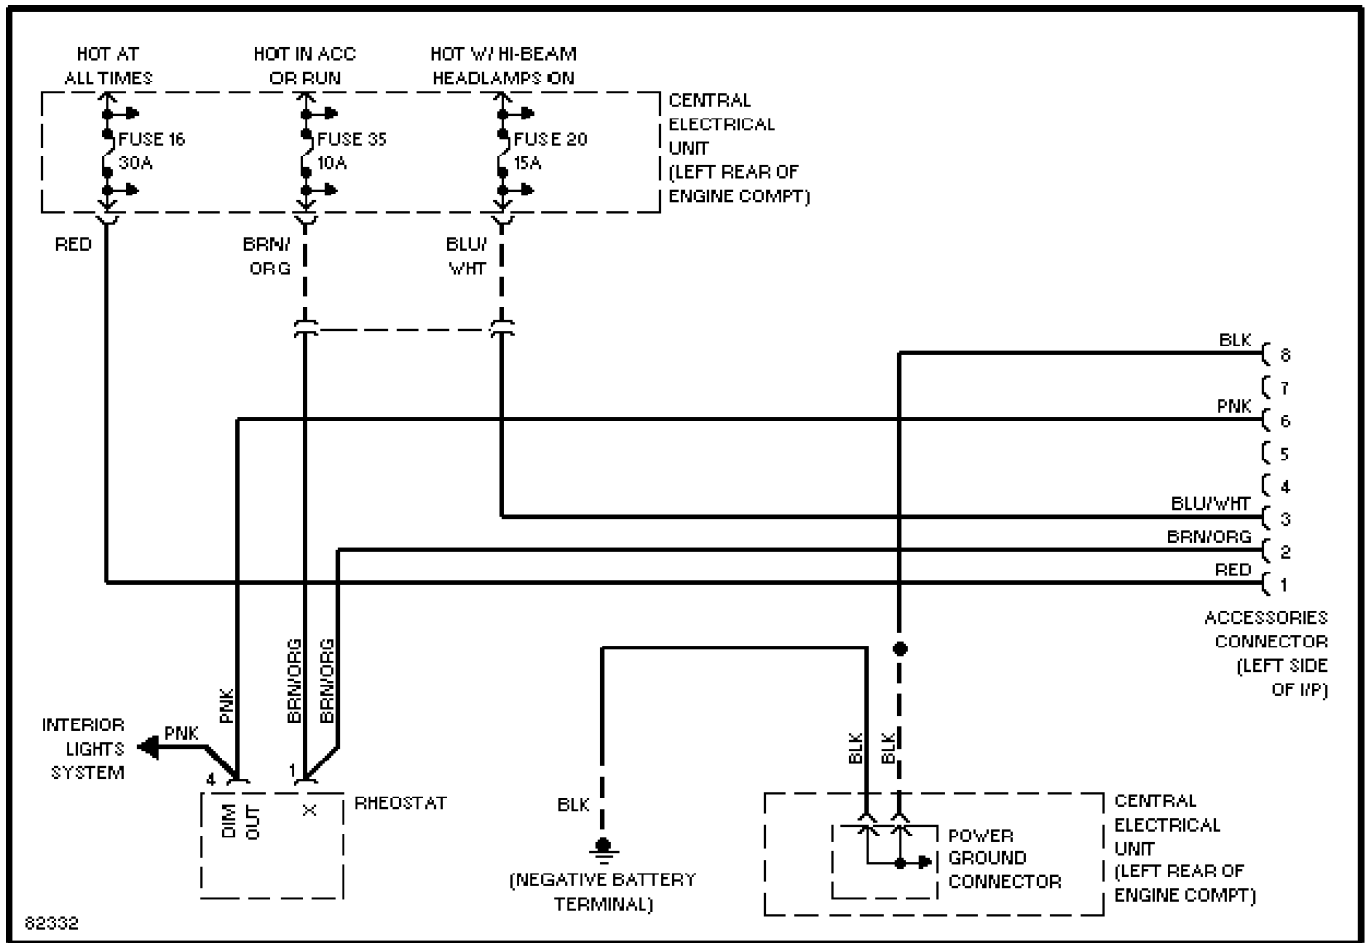 HOT AT
ALL TIMES
HOT IN ACC
OR RUN
HOT W/ HI-BEAM
HEADLAMPS ON
FUSE 16
30A
FUSE 35
10A
FUSE 20
15A
CENTRAL
ELECTRICAL
UNIT
(LEFT REAR OF
ENGINE COMPT)
RED
BRN/
ORG
BLU/
WHT
BLK
8
7
PNK
6
5
4
BLU/WHT
3
BRN/ORG
2
RED
1
ACCESSORIES
CONNECTOR
(LEFT SIDE
OF I/P)
PNK
BRN/ORG
BRN/ORG
INTERIOR
LIGHTS
SYSTEM
PNK
4
1
DIM
OUT
X
RHEOSTAT
BLK
(NEGATIVE BATTERY
TERMINAL)
BLK
BLK
POWER
GROUND
CONNECTOR
CENTRAL
ELECTRICAL
UNIT
(LEFT REAR OF
ENGINE COMPT)
82332